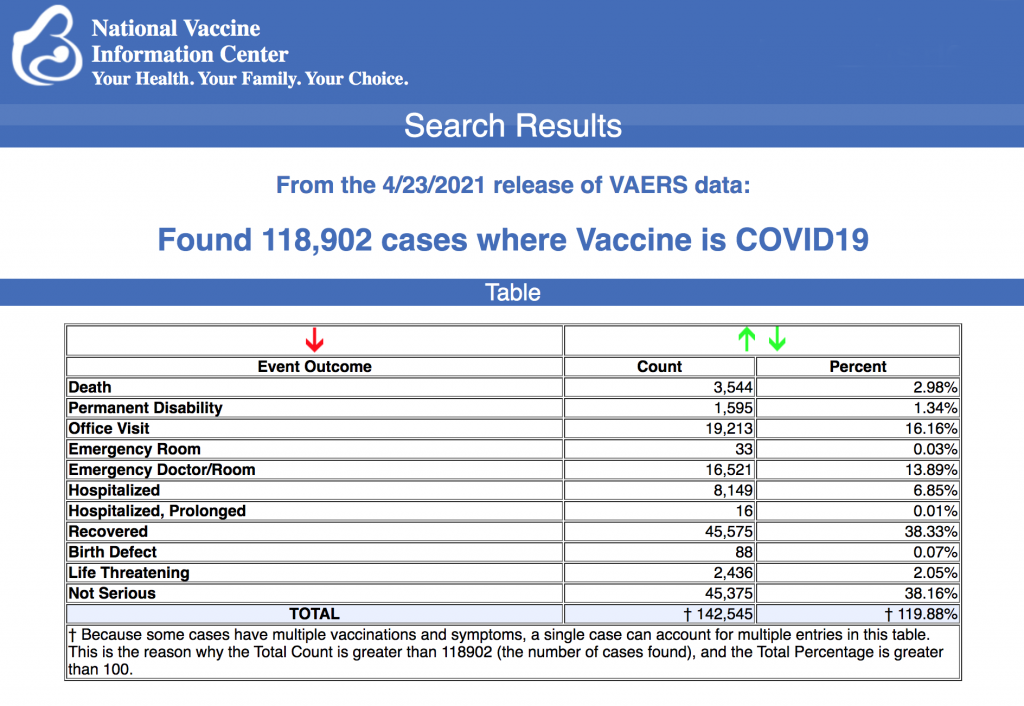 National Vaccine
Information Center
Your Health. Your Family. Your Choice.
Search Results
From the 4/23/2021 release of VAERS data:
Found 118,902 cases where Vaccine is COVID19
Table
↓ ↑ ↓
Event Outcome Count Percent
Death 3,544 2.98%
Permanent Disability 1,595 1.34%
Office Visit 19,213 16.16%
Emergency Room 33 0.03%
Emergency Doctor/Room 16,521 13.89%
Hospitalized 8,149 6.85%
Hospitalized, Prolonged 16 0.01%
Recovered 45,575 38.33%
Birth Defect 88 0.07%
Life Threatening 2,436 2.05%
Not Serious 45,375 38.16%
TOTAL † 142,545 † 119.88%
† Because some cases have multiple vaccinations and symptoms, a single case can account for multiple entries in this table.
This is the reason why the Total Count is greater than 118902 (the number of cases found), and the Total Percentage is greater
than 100.